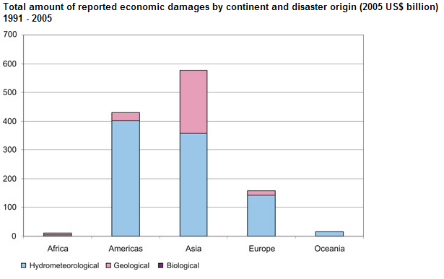 Total amount of reported economic damages by continent and disaster origin (2005 US$ billion)
1991 - 2005
700
600
500
400
300
200
100
0
Africa Americas Asia Europe Oceania
Hydrometeorological Geological Biological